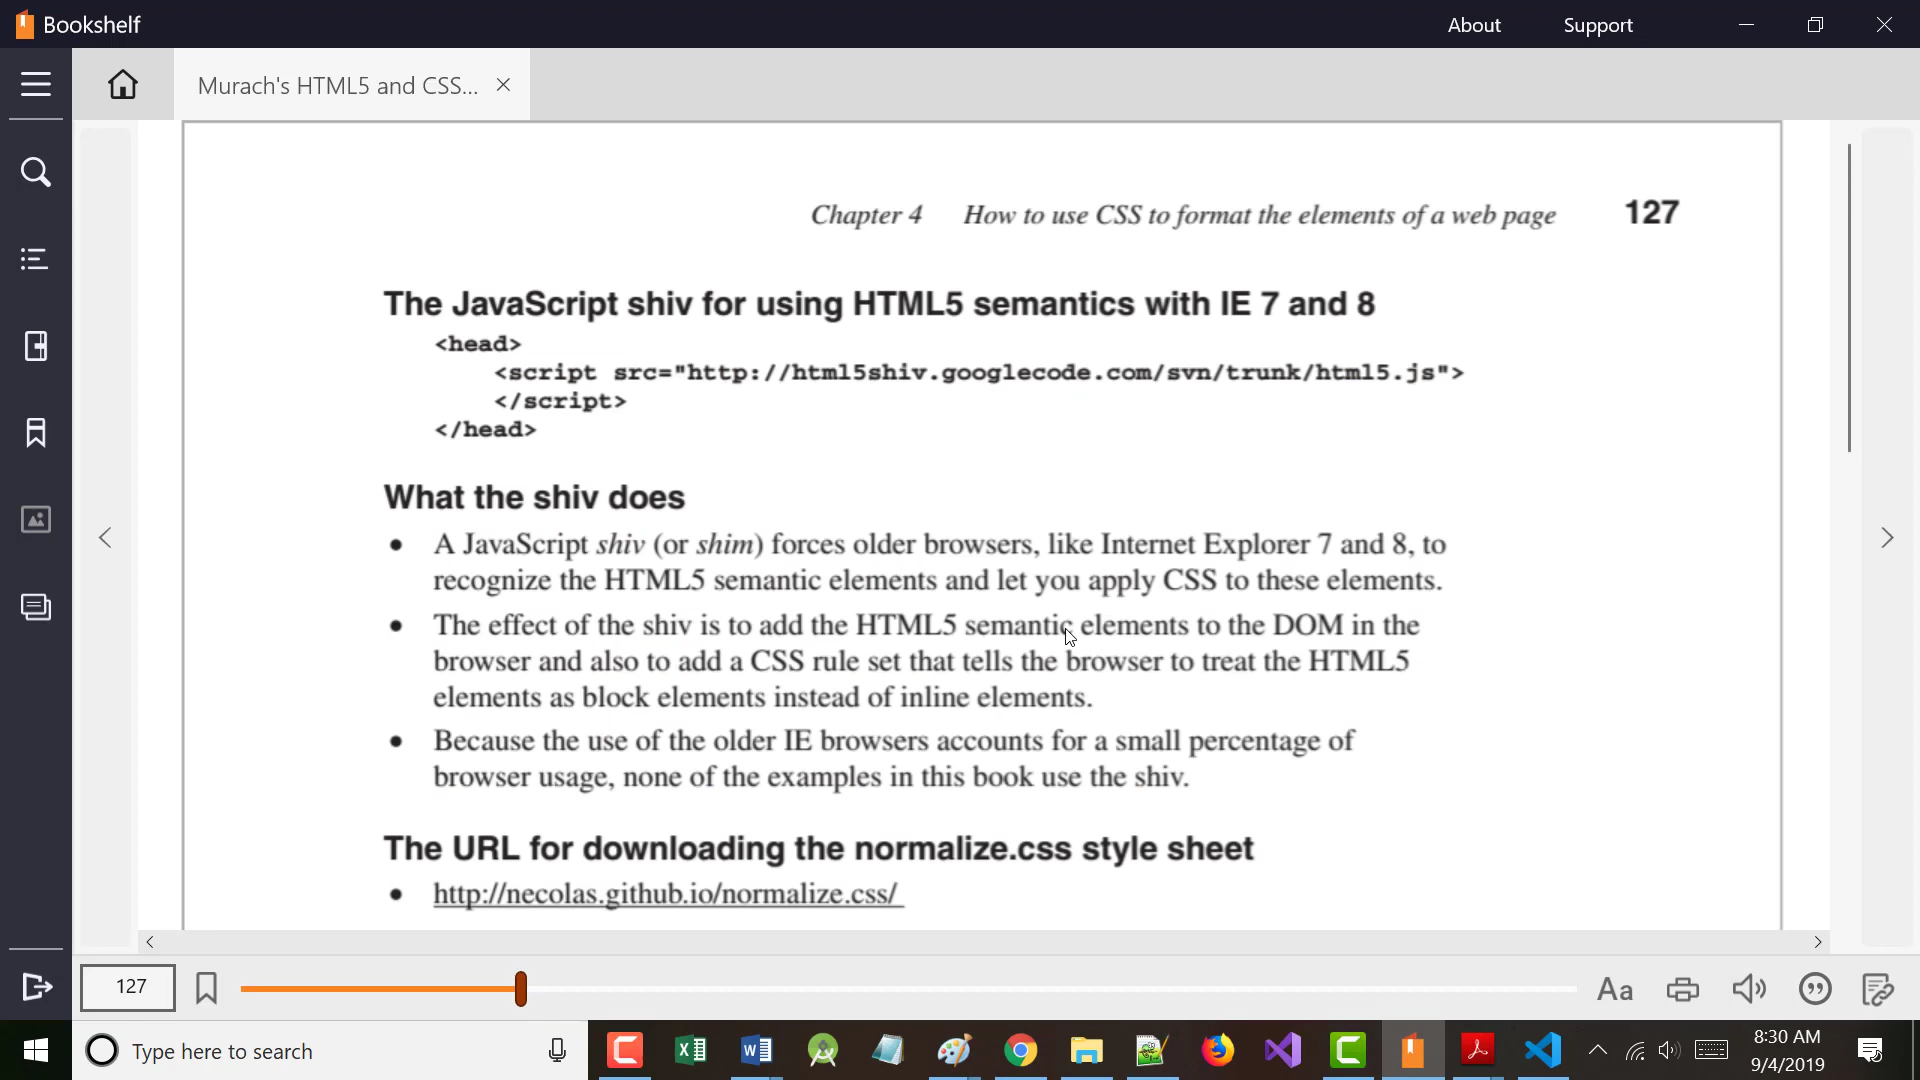 Bookshelf
About Support
Murach's HTML5 and CSS...
Chapter 4 How to use CSS to format the elements of a web page 127
The JavaScript shiv for using HTML5 semantics with IE 7 and 8
<head>
<script src="http://html5shiv.googlecode.com/svn/trunk/html5.js">
</script>
</head>
What the shiv does
• A JavaScript shiv (or shim) forces older browsers, like Internet Explorer 7 and 8, to
recognize the HTML5 semantic elements and let you apply CSS to these elements.
• The effect of the shiv is to add the HTML5 semantic elements to the DOM in the
browser and also to add a CSS rule set that tells the browser to treat the HTML5
elements as block elements instead of inline elements.
• Because the use of the older IE browsers accounts for a small percentage of
browser usage, none of the examples in this book use the shiv.
The URL for downloading the normalize.css style sheet
• http://necolas.github.io/normalize.css/
127
Aa
Type here to search
8:30 AM
9/4/2019